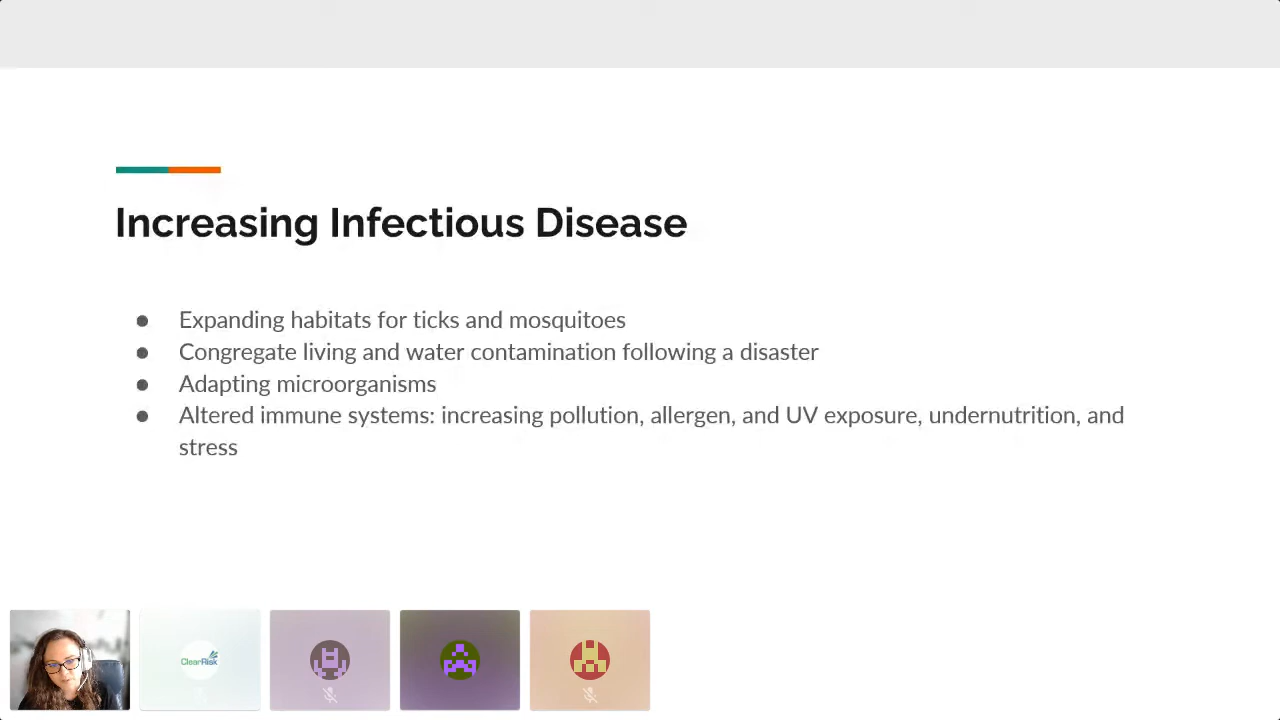 Increasing Infectious Disease
● Expanding habitats for ticks and mosquitoes
● Congregate living and water contamination following a disaster
● Adapting microorganisms
● Altered immune systems: increasing pollution, allergen, and UV exposure, undernutrition, and
stress
ClearRisk